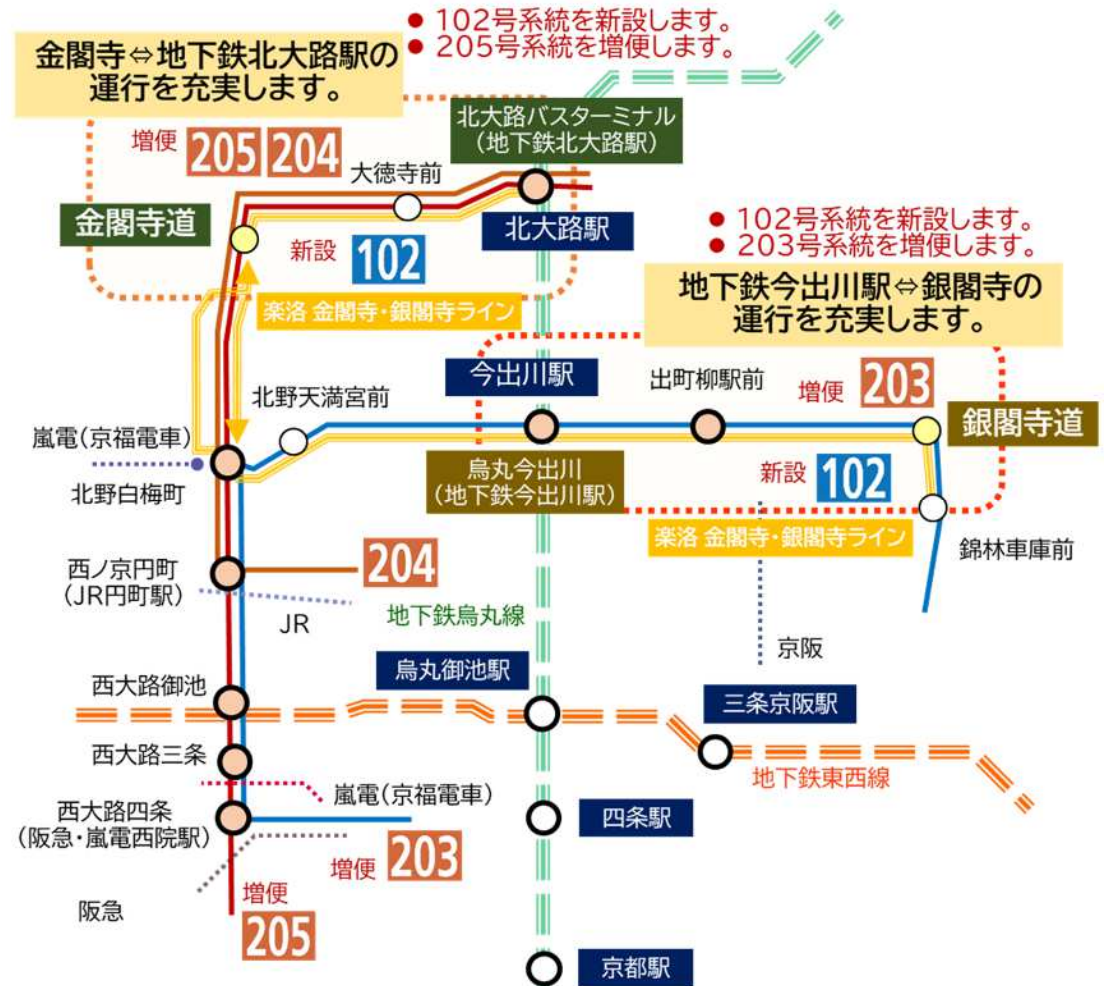 ● 102号系統を新設します。
● 205号系統を増便します。
金閣寺⇔地下鉄北大路駅の
運行を充実します。
北大路バスターミナル
(地下鉄北大路駅)
増便 205 204
大徳寺前
金閣寺道
北大路駅
新設 102
楽洛 金閣寺・銀閣寺ライン
● 102号系統を新設します。
● 203号系統を増便します。
地下鉄今出川駅⇔銀閣寺の
運行を充実します。
今出川駅
出町柳駅前
増便 203
北野天満宮前
銀閣寺道
嵐電(京福電車)
北野白梅町
烏丸今出川
(地下鉄今出川駅)
新設 102
楽洛 金閣寺・銀閣寺ライン
錦林車庫前
西ノ京円町
(JR円町駅)
204
JR
地下鉄烏丸線
京阪
烏丸御池駅
西大路御池
三条京阪駅
西大路三条
地下鉄東西線
嵐電(京福電車)
西大路四条
(阪急・嵐電西院駅)
四条駅
増便 203
阪急
増便
205
京都駅